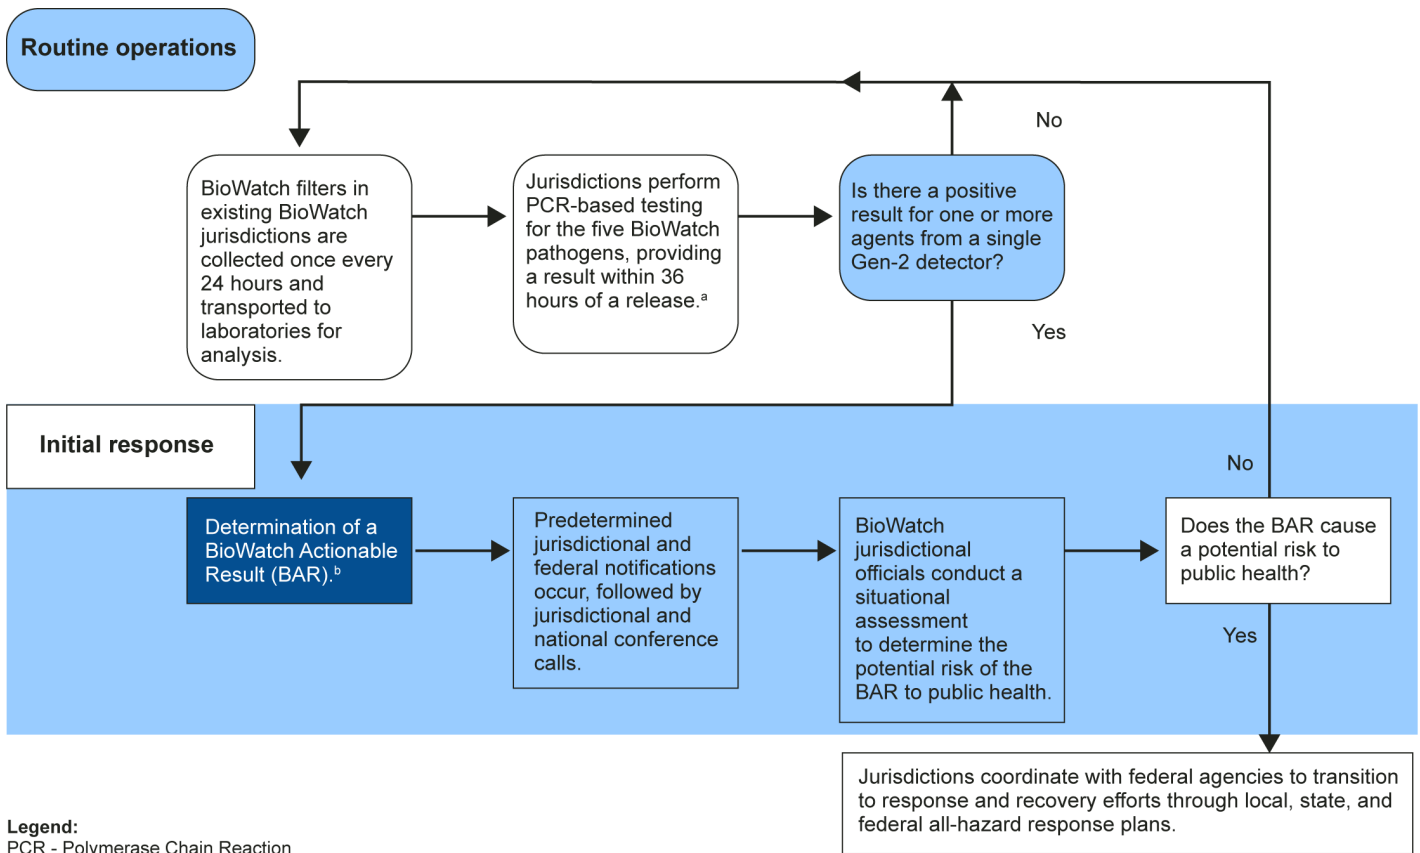 Routine operations
No
BioWatch filters in
existing BioWatch
jurisdictions are
collected once every
24 hours and
transported to
laboratories for
analysis.
Jurisdictions perform
PCR-based testing
for the five BioWatch
pathogens, providing
a result within 36
hours of a release.a
Is there a positive
result for one or more
agents from a single
Gen-2 detector?
Yes
Initial response
No
Determination of a
BioWatch Actionable
Result (BAR).b
Predetermined
jurisdictional and
federal notifications
occur, followed by
jurisdictional and
national conference
calls.
BioWatch
jurisdictional
officials conduct a
situational
assessment
to determine the
potential risk of the
BAR to public health.
Does the BAR cause
a potential risk to
public health?
Yes
Jurisdictions coordinate with federal agencies to transition
to response and recovery efforts through local, state, and
federal all-hazard response plans.
Legend:
PCR - Polymerase Chain Reaction